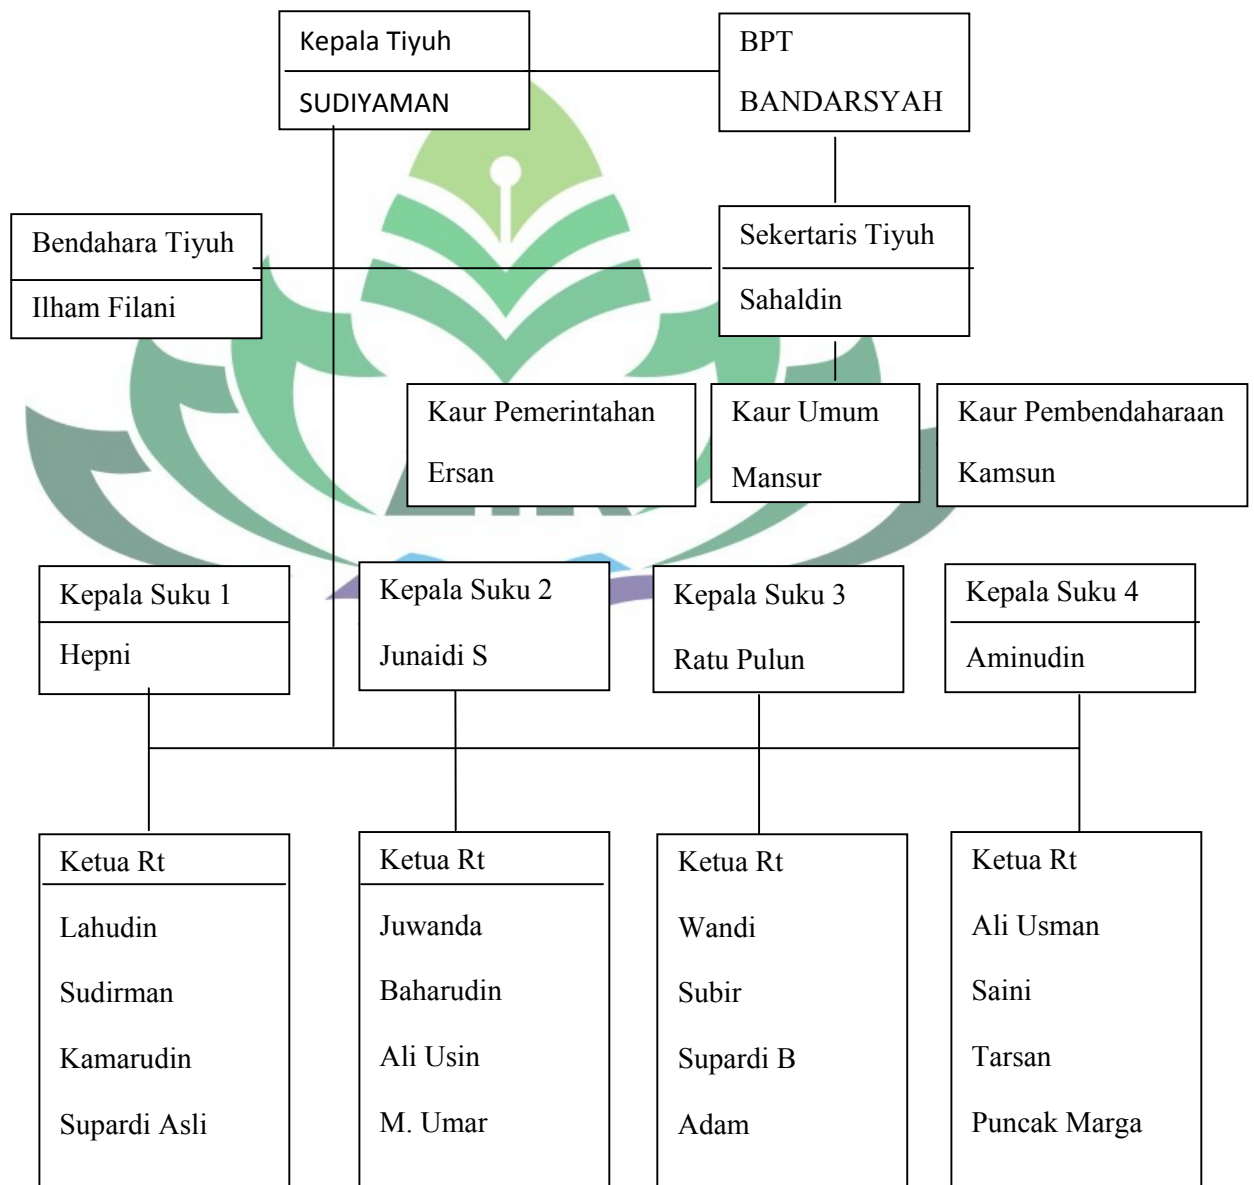 Kepala Tiyuh
SUDIYAMAN
BPT
BANDARSYAH
Bendahara Tiyuh
Ilham Filani
Sekertaris Tiyuh
Sahaldin
Kaur Pemerintahan
Ersan
Kaur Umum
Mansur
Kaur Pembendaharaan
Kamsun
Kepala Suku 1
Hepni
Kepala Suku 2
Junaidi S
Kepala Suku 3
Ratu Pulun
Kepala Suku 4
Aminudin
Ketua Rt
Lahudin
Sudirman
Kamarudin
Supardi Asli
Ketua Rt
Juwanda
Baharudin
Ali Usin
M. Umar
Ketua Rt
Wandi
Subir
Supardi B
Adam
Ketua Rt
Ali Usman
Saini
Tarsan
Puncak Marga